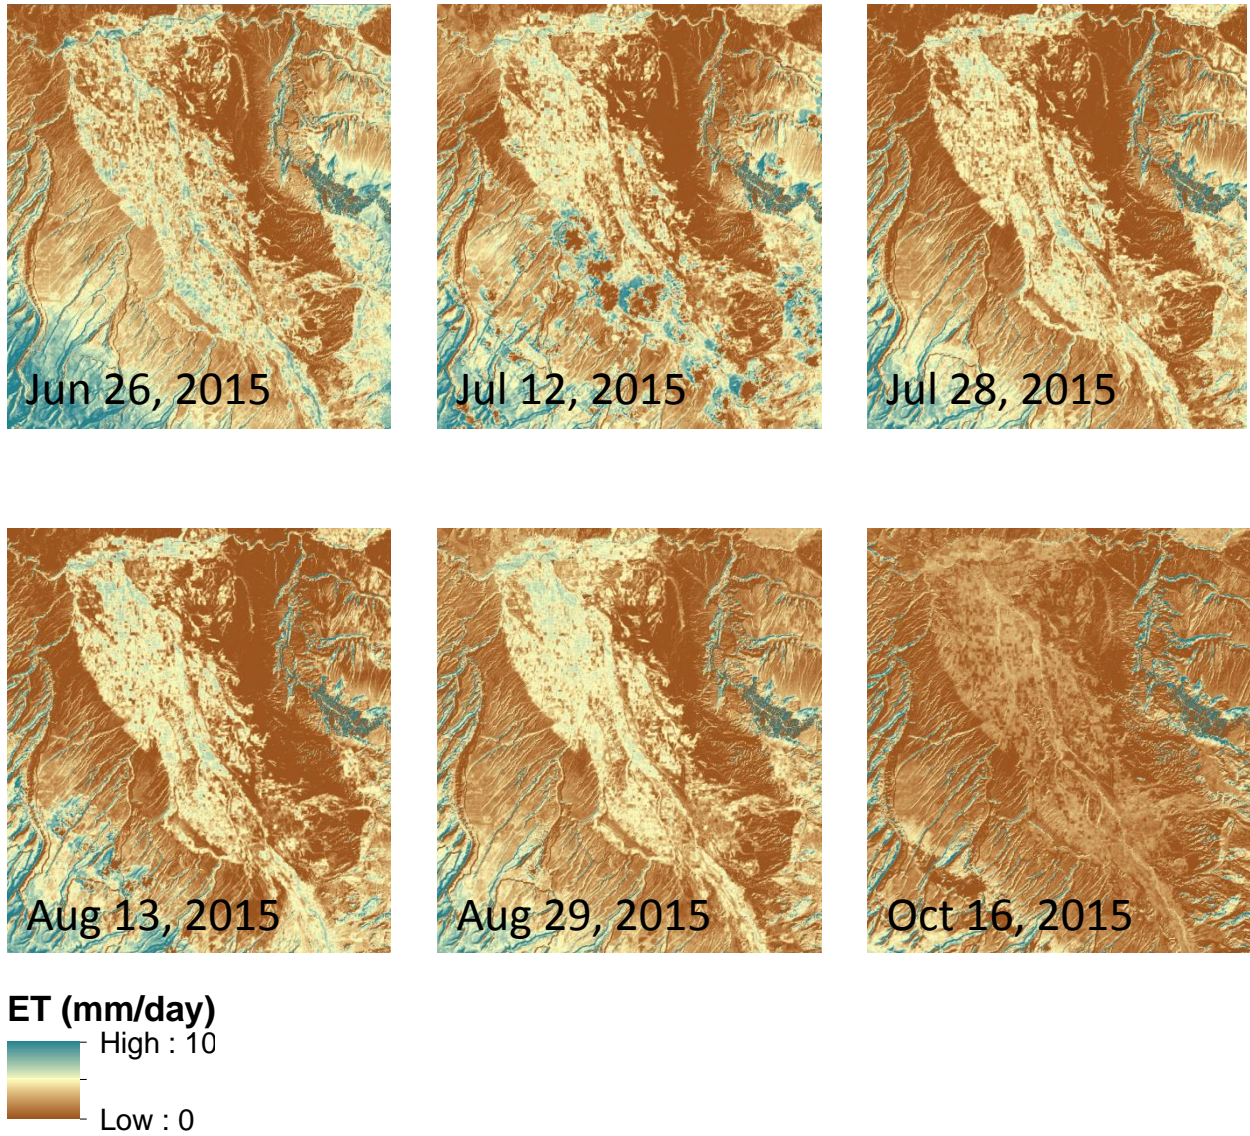 Jun 26, 2015
Jul 12, 2015
Jul 28, 2015
Aug 13, 2015
Aug 29, 2015
Oct 16, 2015
ET (mm/day)
High : 10
Low : 0